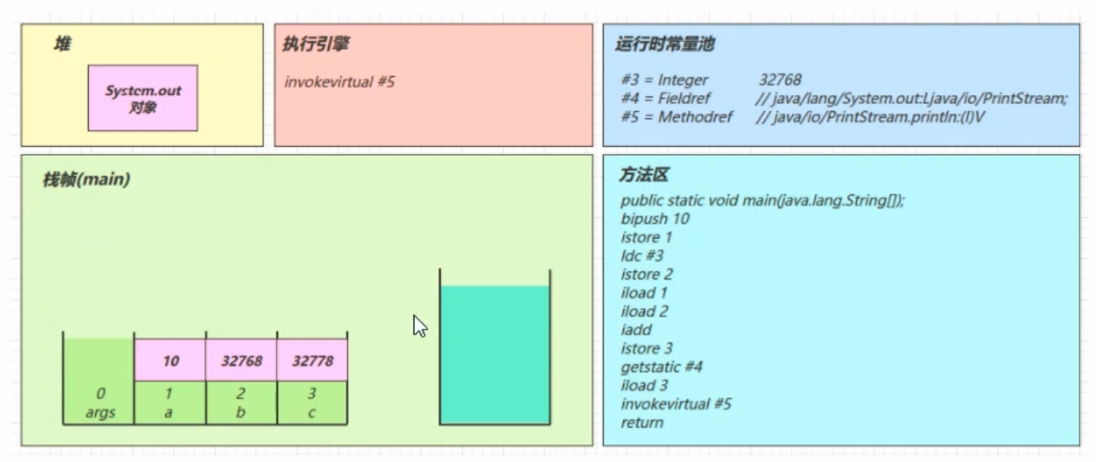 堆
System.out
对象
执行引擎
invokevirtual #5
运行时常量池
#3 = Integer 32768
#4 = Fieldref // java/lang/System.out:Ljava/io/PrintStream;
#5 = Methodref // java/io/PrintStream.println:(I)V
栈帧(main)
10 32768 32778
0 1 2 3
args a b c
方法区
public static void main(java.lang.String[]);
bipush 10
istore 1
ldc #3
istore 2
iload 1
iload 2
iadd
istore 3
getstatic #4
iload 3
invokevirtual #5
return